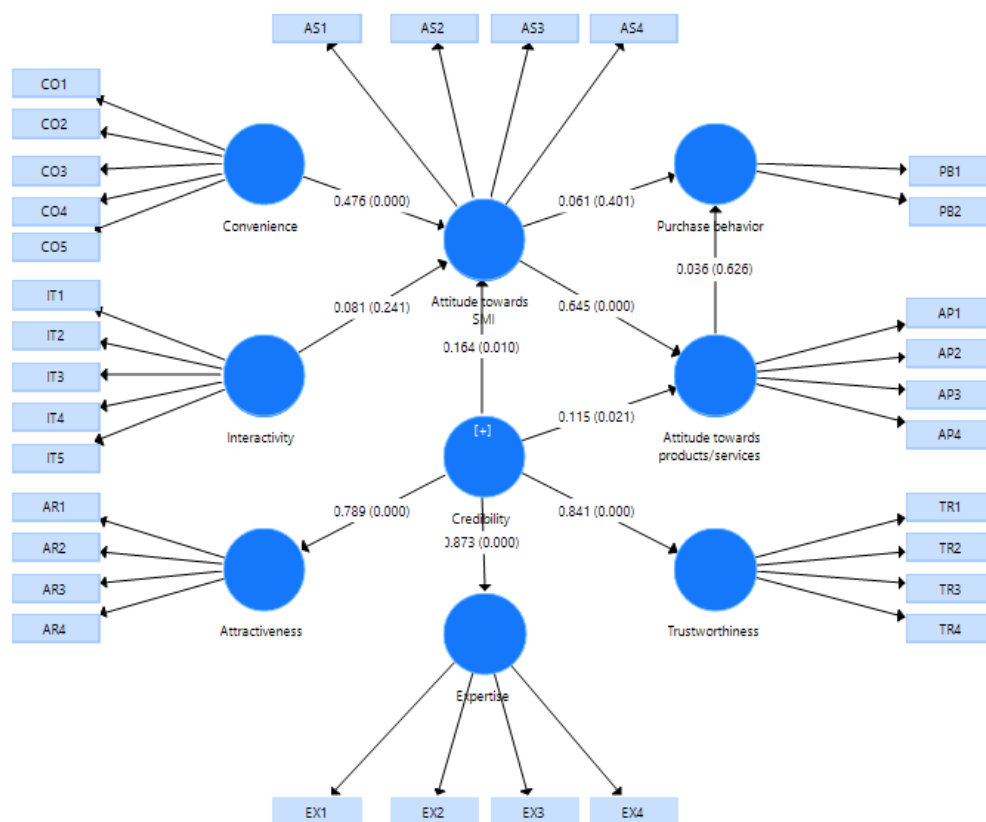 AS1
AS2
AS3
AS4
CO1
CO2
CO3
CO4
CO5
Convenience
0.476 (0.000)
Attitude towards
SMI
0.061 (0.401)
Purchase behavior
PB1
PB2
0.036 (0.626)
0.645 (0.000)
IT1
IT2
IT3
IT4
IT5
Interactivity
0.081 (0.241)
0.164 (0.010)
AP1
AP2
AP3
AP4
Attitude towards
products/services
0.115 (0.021)
[+]
Credibility
0.789 (0.000)
0.873 (0.000)
0.841 (0.000)
AR1
AR2
AR3
AR4
Attractiveness
TR1
TR2
TR3
TR4
Trustworthiness
Expertise
EX1
EX2
EX3
EX4